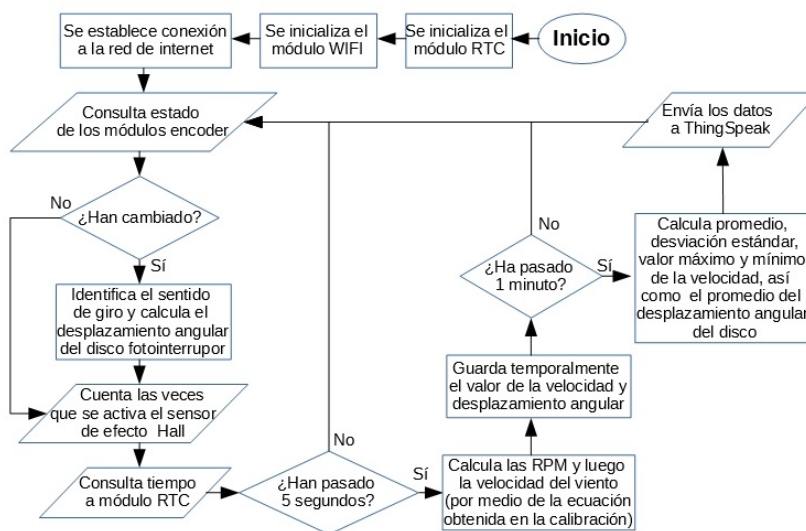 Inicio
Se inicializa el
módulo RTC
Se inicializa el
módulo WIFI
Se establece conexión
a la red de internet
Consulta estado
de los módulos encoder
¿Han cambiado?
No
Sí
Identifica el sentido
de giro y calcula el
desplazamiento angular
del disco fotointerrupor
Cuenta las veces
que se activa el sensor
de efecto Hall
Consulta tiempo
a módulo RTC
¿Han pasado
5 segundos?
No
Sí
Calcula las RPM y luego
la velocidad del viento
(por medio de la ecuación
obtenida en la calibración)
Guarda temporalmente
el valor de la velocidad y
desplazamiento angular
¿Ha pasado
1 minuto?
No
Sí
Calcula promedio,
desviación estándar,
valor máximo y mínimo
de la velocidad, así
como el promedio del
desplazamiento angular
del disco
Envía los datos
a ThingSpeak